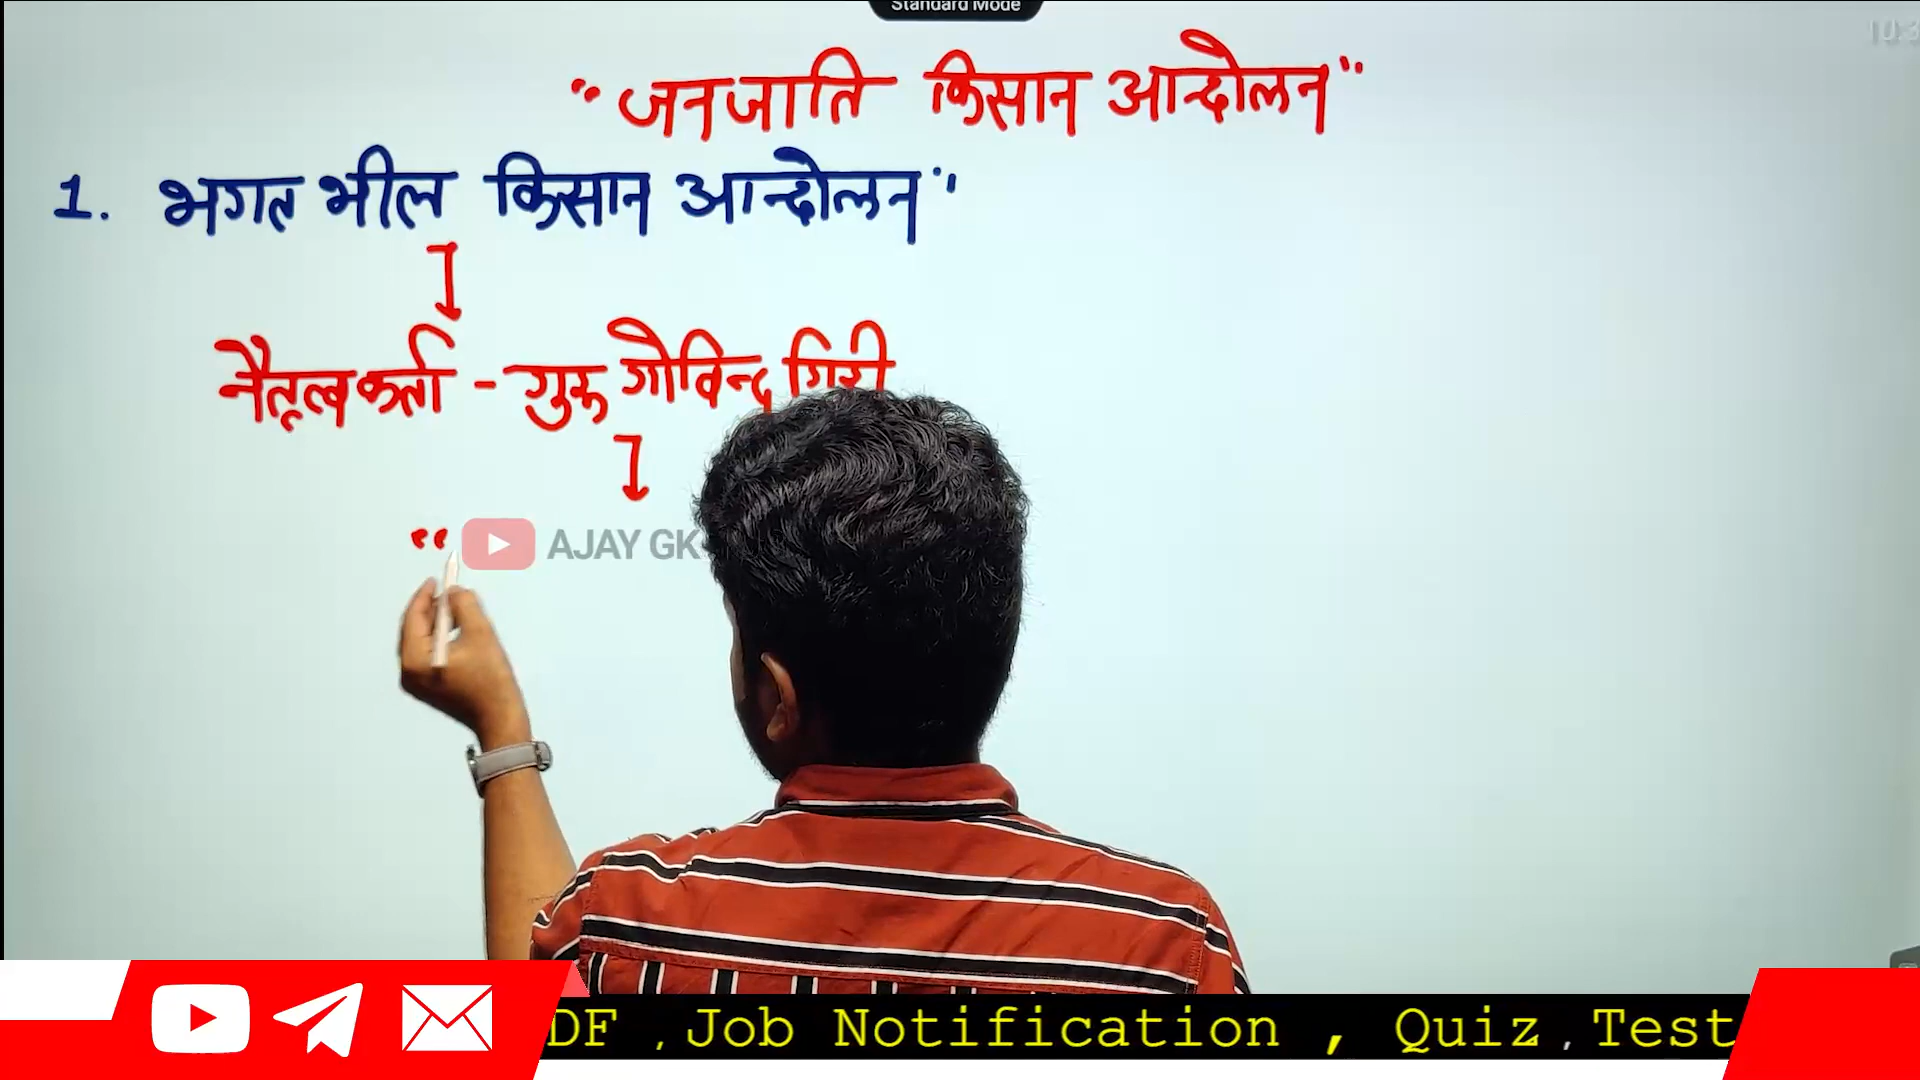 Standard Mode
"जनजाति किसान आन्दोलन"
1. भगत भील किसान आन्दोलन"
नैतृत्वकर्ता - गुरु गोविन्द गिरी
"
AJAY GK
DF , Job Notification , Quiz , Test